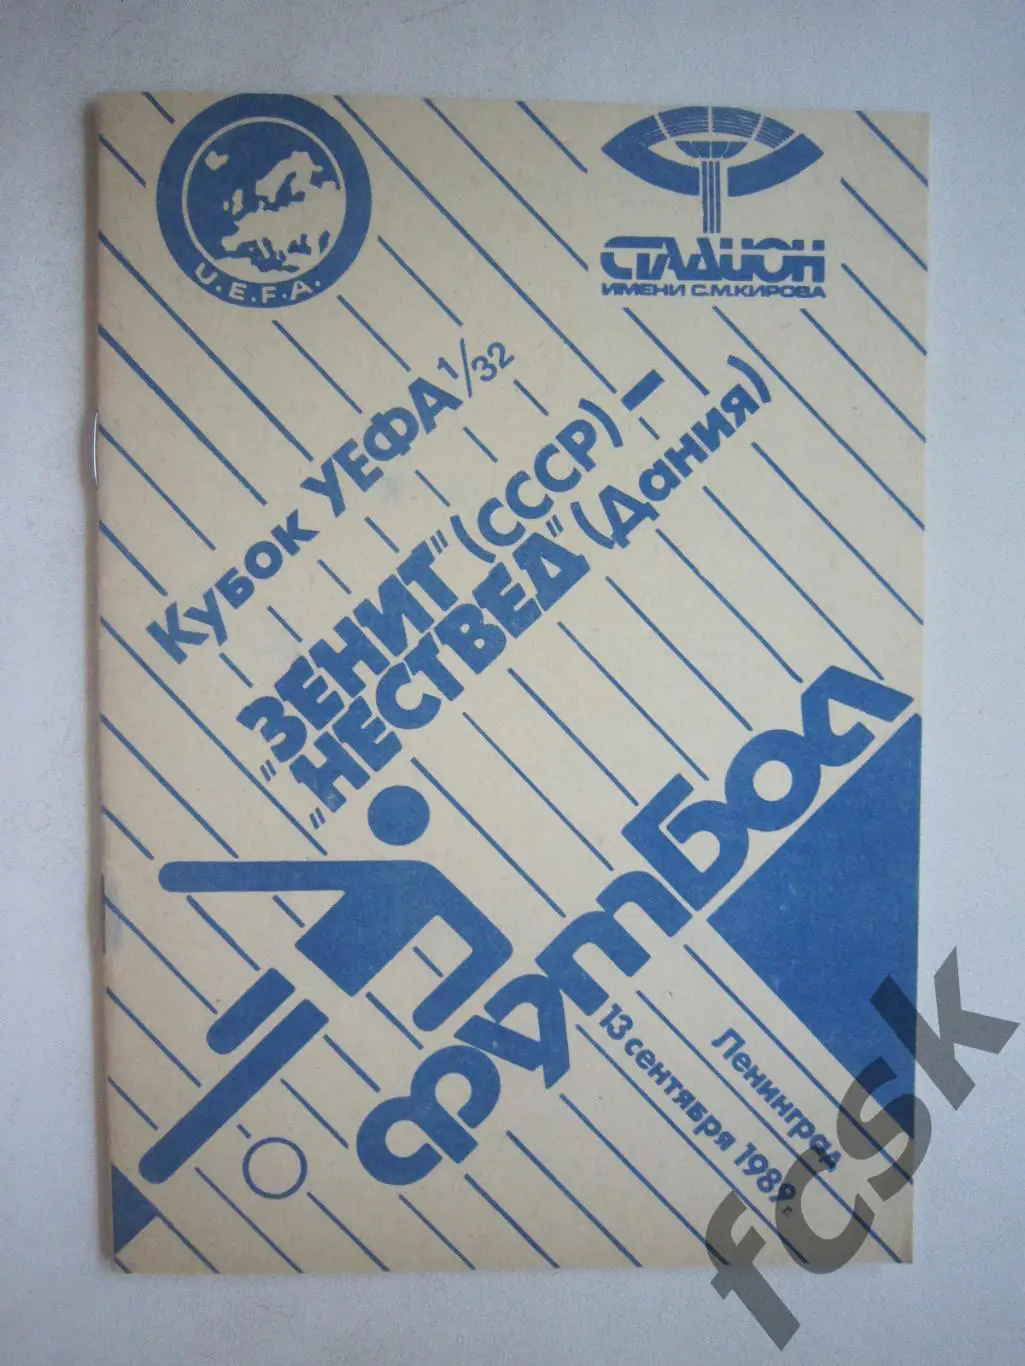 U.E.F.A.
СТАДИОН
ИМЕНИ С.М.КИРОВА
Кубок УЕФА 1/32
"ЗЕНИТ" (СССР) –
"НЕСТВЕД" (Дания)
футбол
13 сентября 1989 г.
Ленинград
fcsk